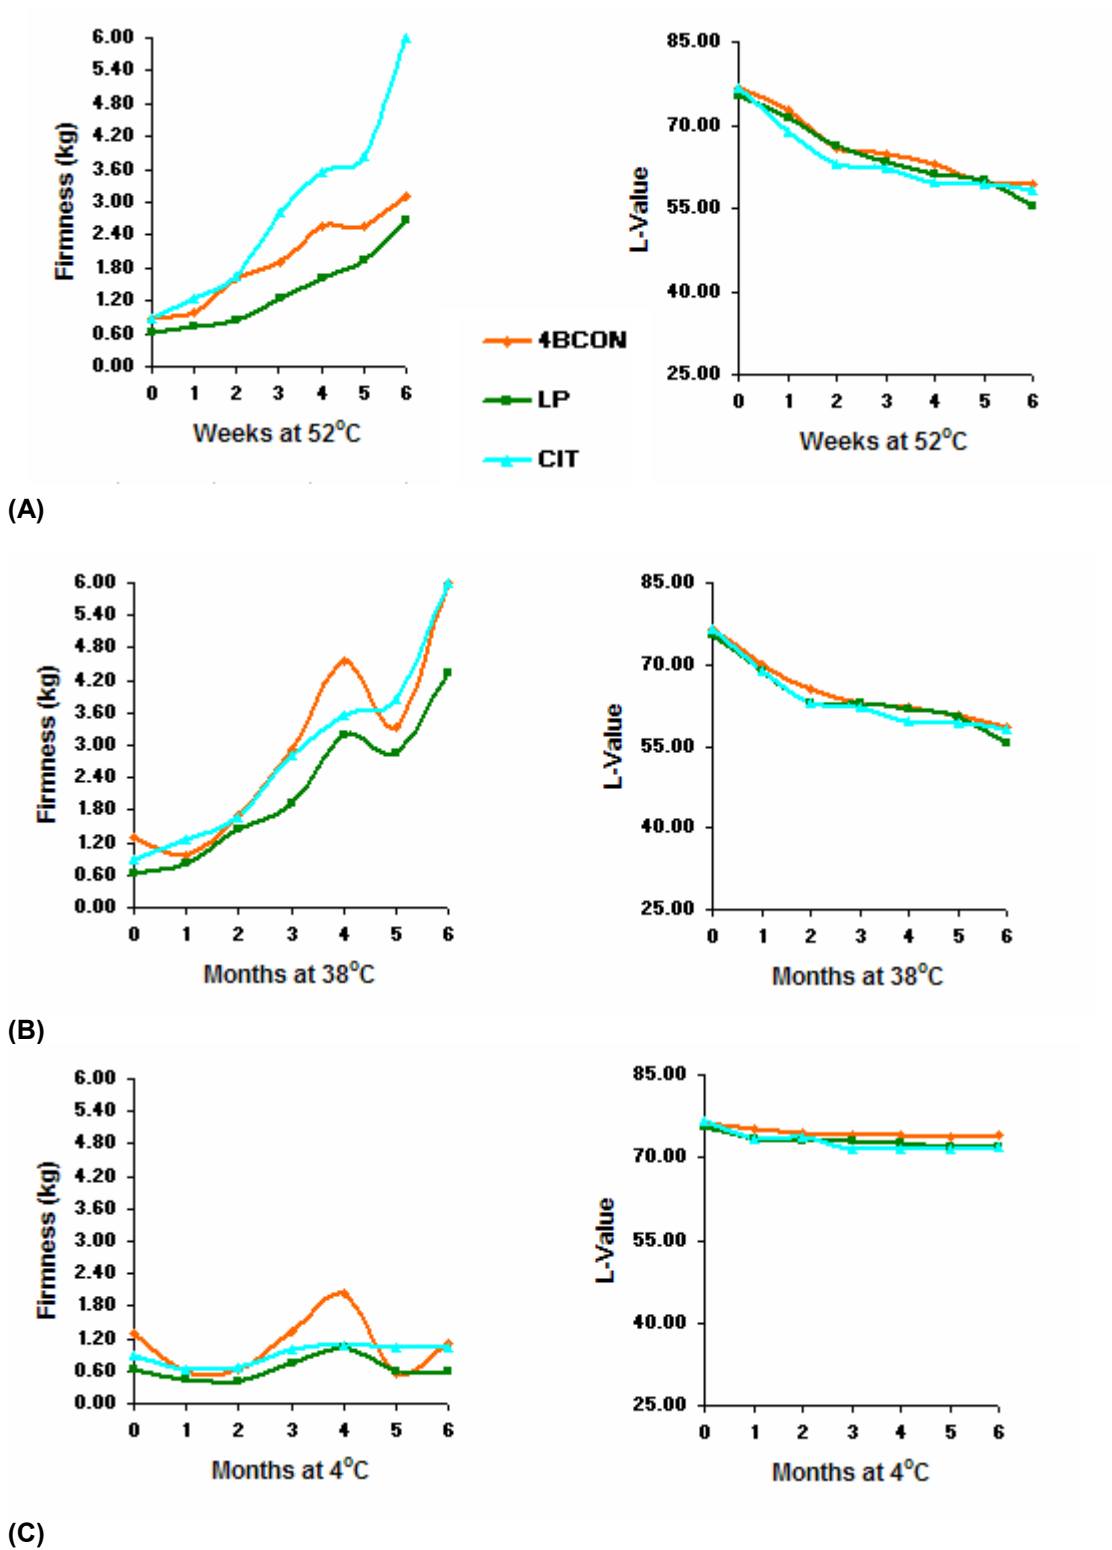 6.00
5.40
4.80
4.20
3.60
3.00
2.40
1.80
1.20
0.60
0.00
Firmness (kg)
0 1 2 3 4 5 6
Weeks at 52°C
85.00
70.00
55.00
40.00
25.00
L-Value
0 1 2 3 4 5 6
Weeks at 52°C
4BCON
LP
CIT
(A)
6.00
5.40
4.80
4.20
3.60
3.00
2.40
1.80
1.20
0.60
0.00
Firmness (kg)
0 1 2 3 4 5 6
Months at 38°C
85.00
70.00
55.00
40.00
25.00
L-Value
0 1 2 3 4 5 6
Months at 38°C
(B)
6.00
5.40
4.80
4.20
3.60
3.00
2.40
1.80
1.20
0.60
0.00
Firmness (kg)
0 1 2 3 4 5 6
Months at 4°C
85.00
70.00
55.00
40.00
25.00
L-Value
0 1 2 3 4 5 6
Months at 4°C
(C)